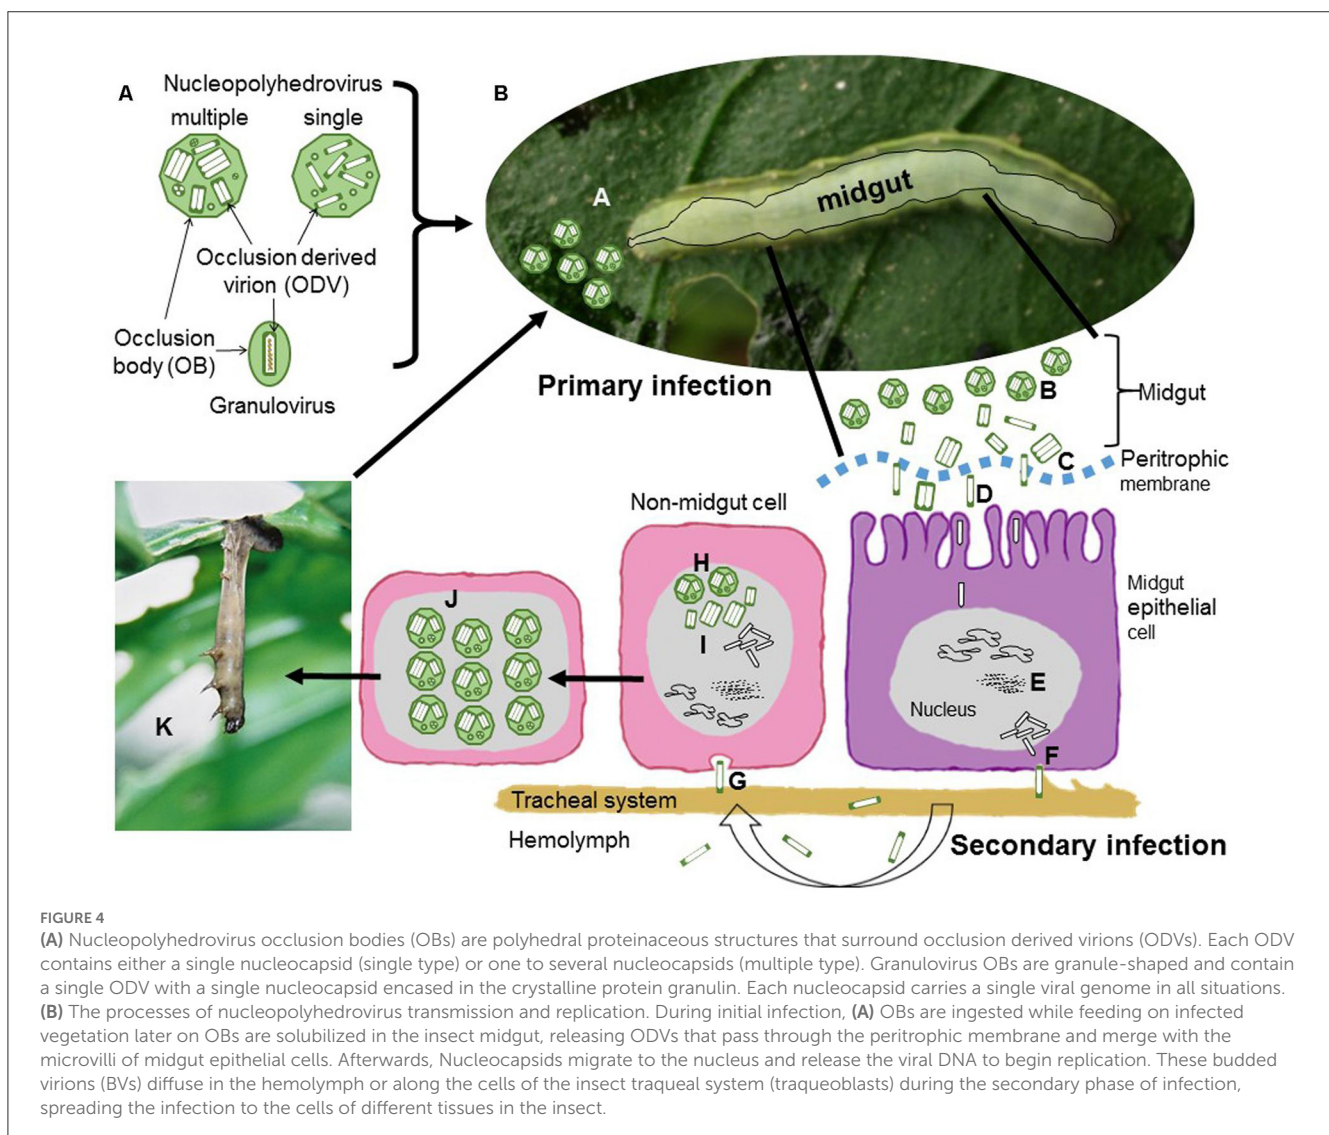 A
Nucleopolyhedrovirus
multiple
single
Occlusion derived
virion (ODV)
Occlusion
body (OB)
Granulovirus
B
A
midgut
Primary infection
B
Midgut
C
Peritrophic
membrane
D
Non-midgut cell
H
I
J
K
Midgut
epithelial
cell
E
Nucleus
F
G
Tracheal system
Hemolymph
Secondary infection
FIGURE 4
(A) Nucleopolyhedrovirus occlusion bodies (OBs) are polyhedral proteinaceous structures that surround occlusion derived virions (ODVs). Each ODV
contains either a single nucleocapsid (single type) or one to several nucleocapsids (multiple type). Granulovirus OBs are granule-shaped and contain
a single ODV with a single nucleocapsid encased in the crystalline protein granulin. Each nucleocapsid carries a single viral genome in all situations.
(B) The processes of nucleopolyhedrovirus transmission and replication. During initial infection, (A) OBs are ingested while feeding on infected
vegetation later on OBs are solubilized in the insect midgut, releasing ODVs that pass through the peritrophic membrane and merge with the
microvilli of midgut epithelial cells. Afterwards, Nucleocapsids migrate to the nucleus and release the viral DNA to begin replication. These budded
virions (BVs) diffuse in the hemolymph or along the cells of the insect traqueal system (traqueoblasts) during the secondary phase of infection,
spreading the infection to the cells of different tissues in the insect.